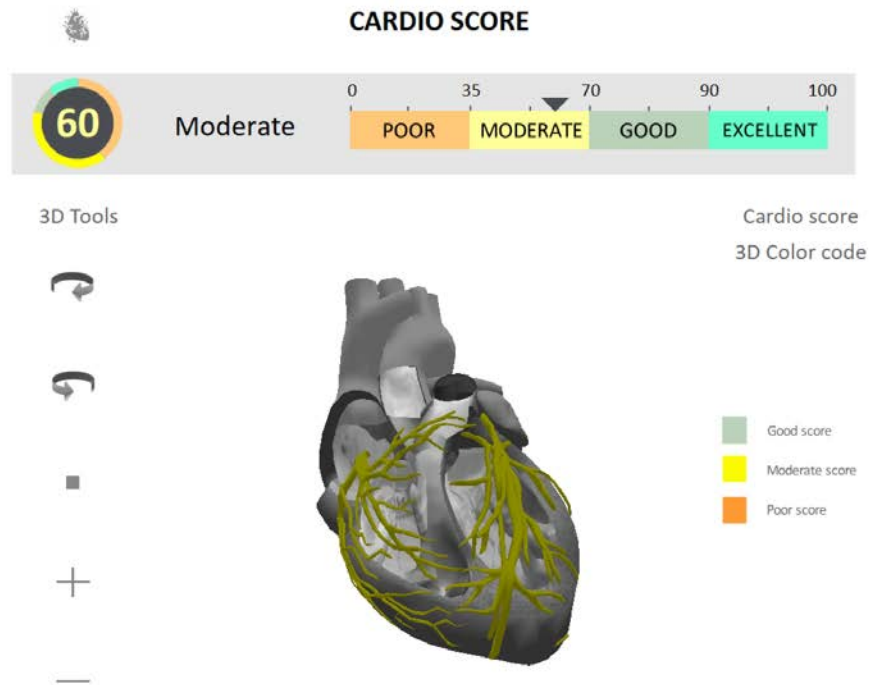 CARDIO SCORE
0 35 70 90 100
60 Moderate POOR MODERATE GOOD EXCELLENT
3D Tools
Cardio score
3D Color code
Good score
Moderate score
Poor score